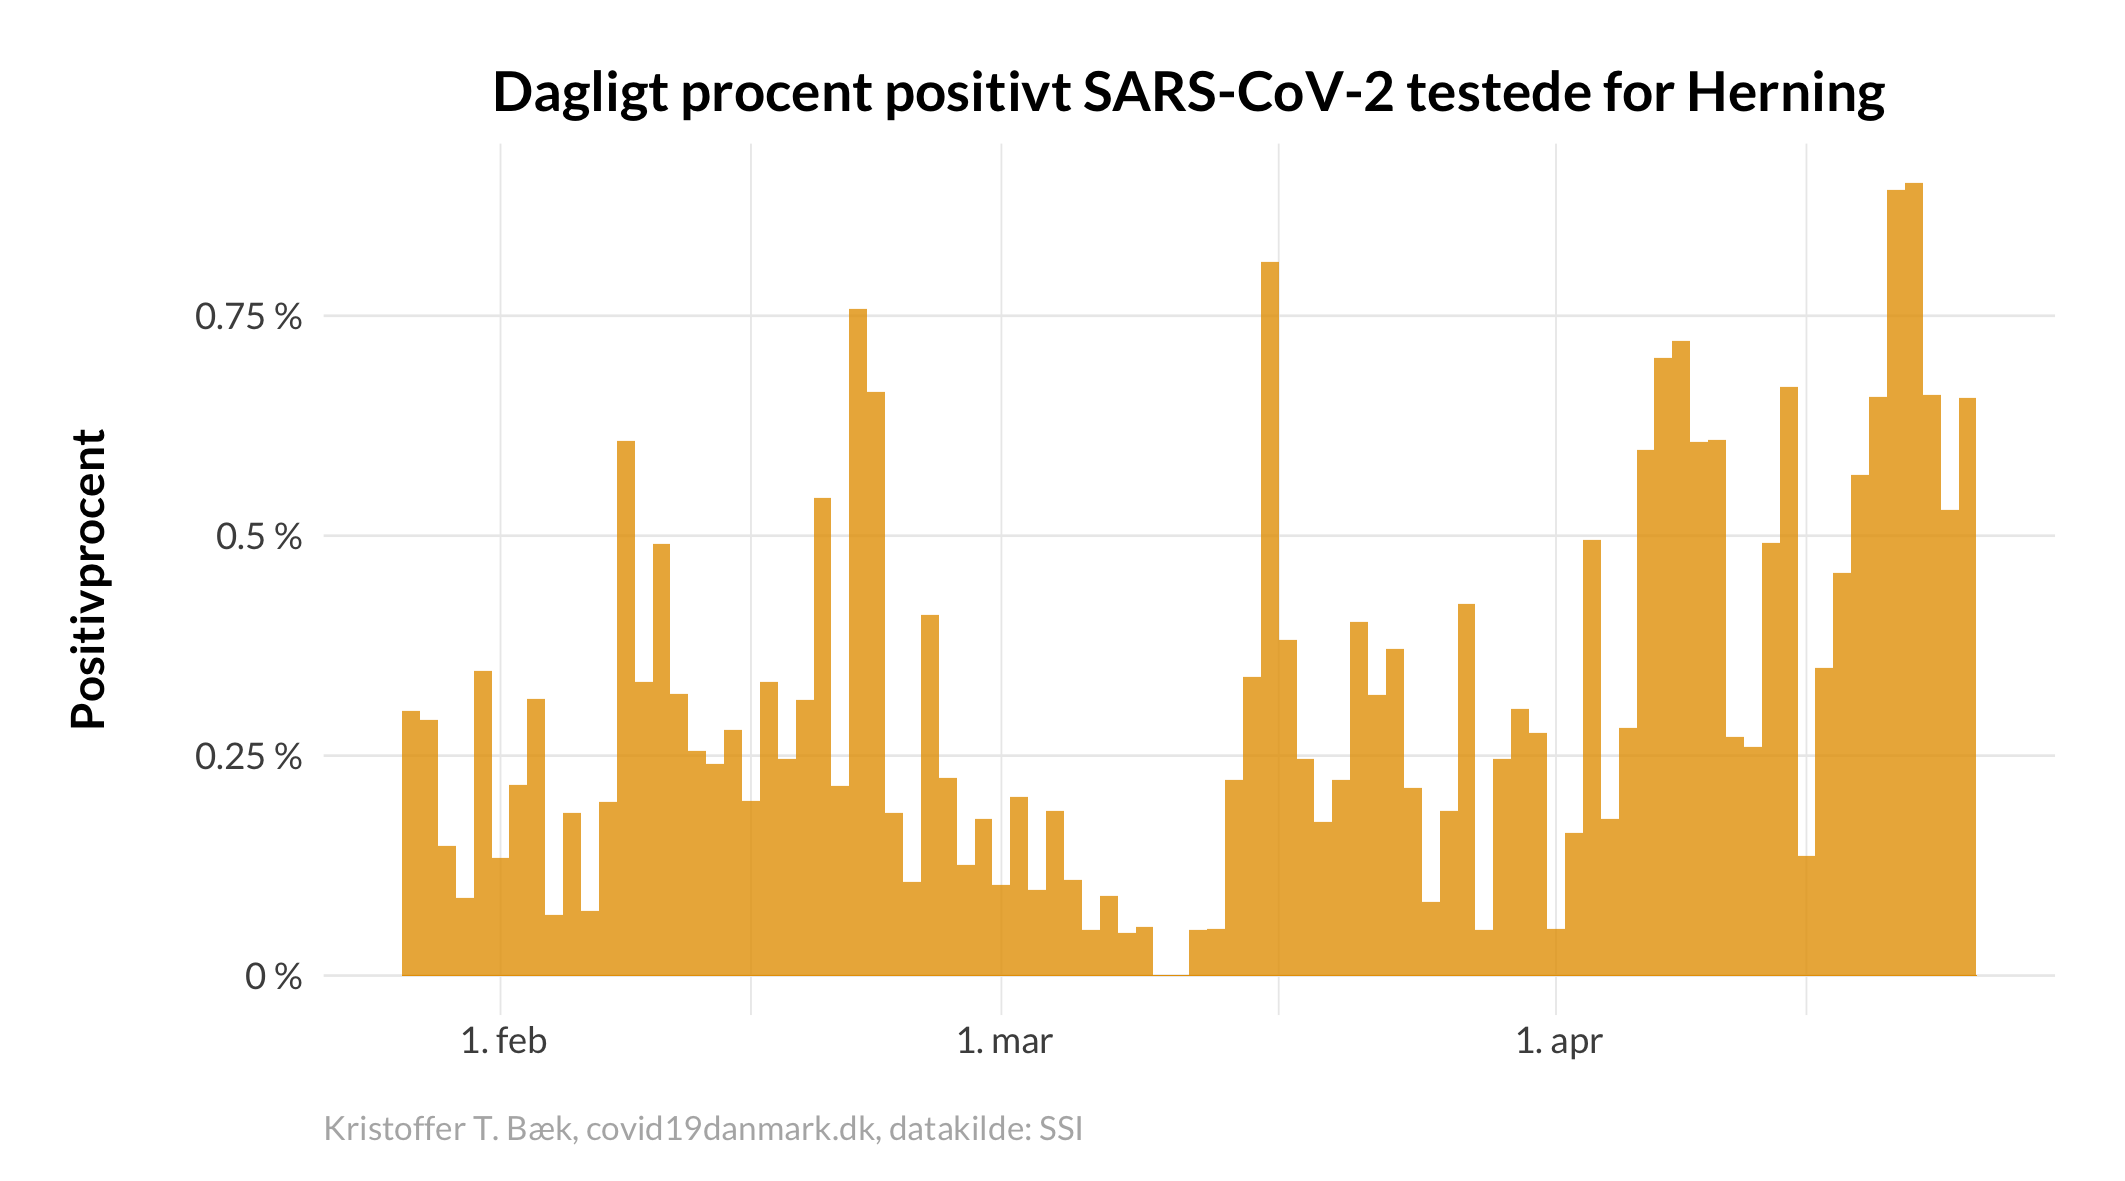 Dagligt procent positivt SARS-CoV-2 testede for Herning
Positivprocent
0.75 %
0.5 %
0.25 %
0 %
1. feb
1. mar
1. apr
Kristoffer T. Bæk, covid19danmark.dk, datakilde: SSI